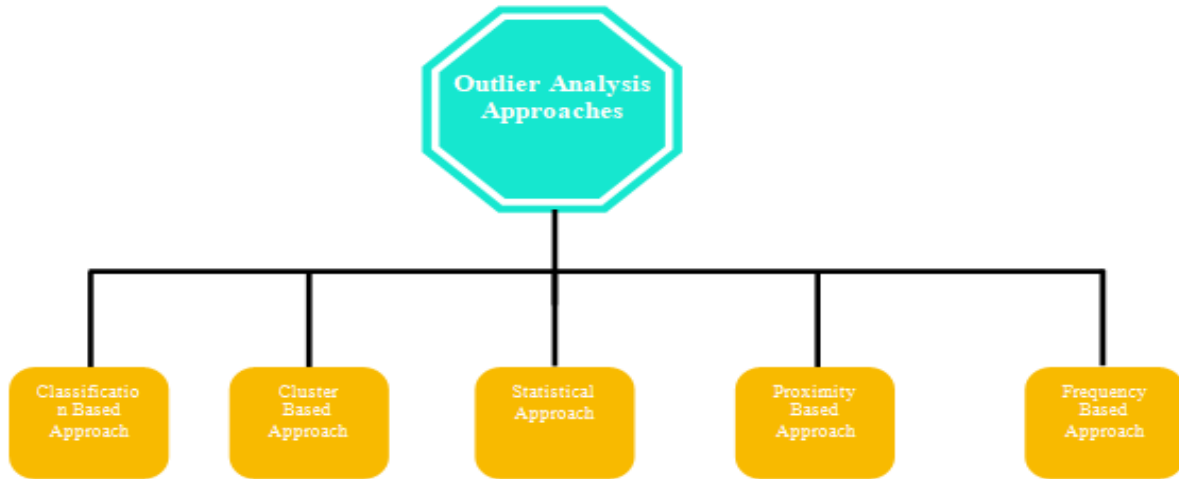 Outlier Analysis
Approaches
Classificatio
n Based
Approach
Cluster
Based
Approach
Statistical
Approach
Proximity
Based
Approach
Frequency
Based
Approach